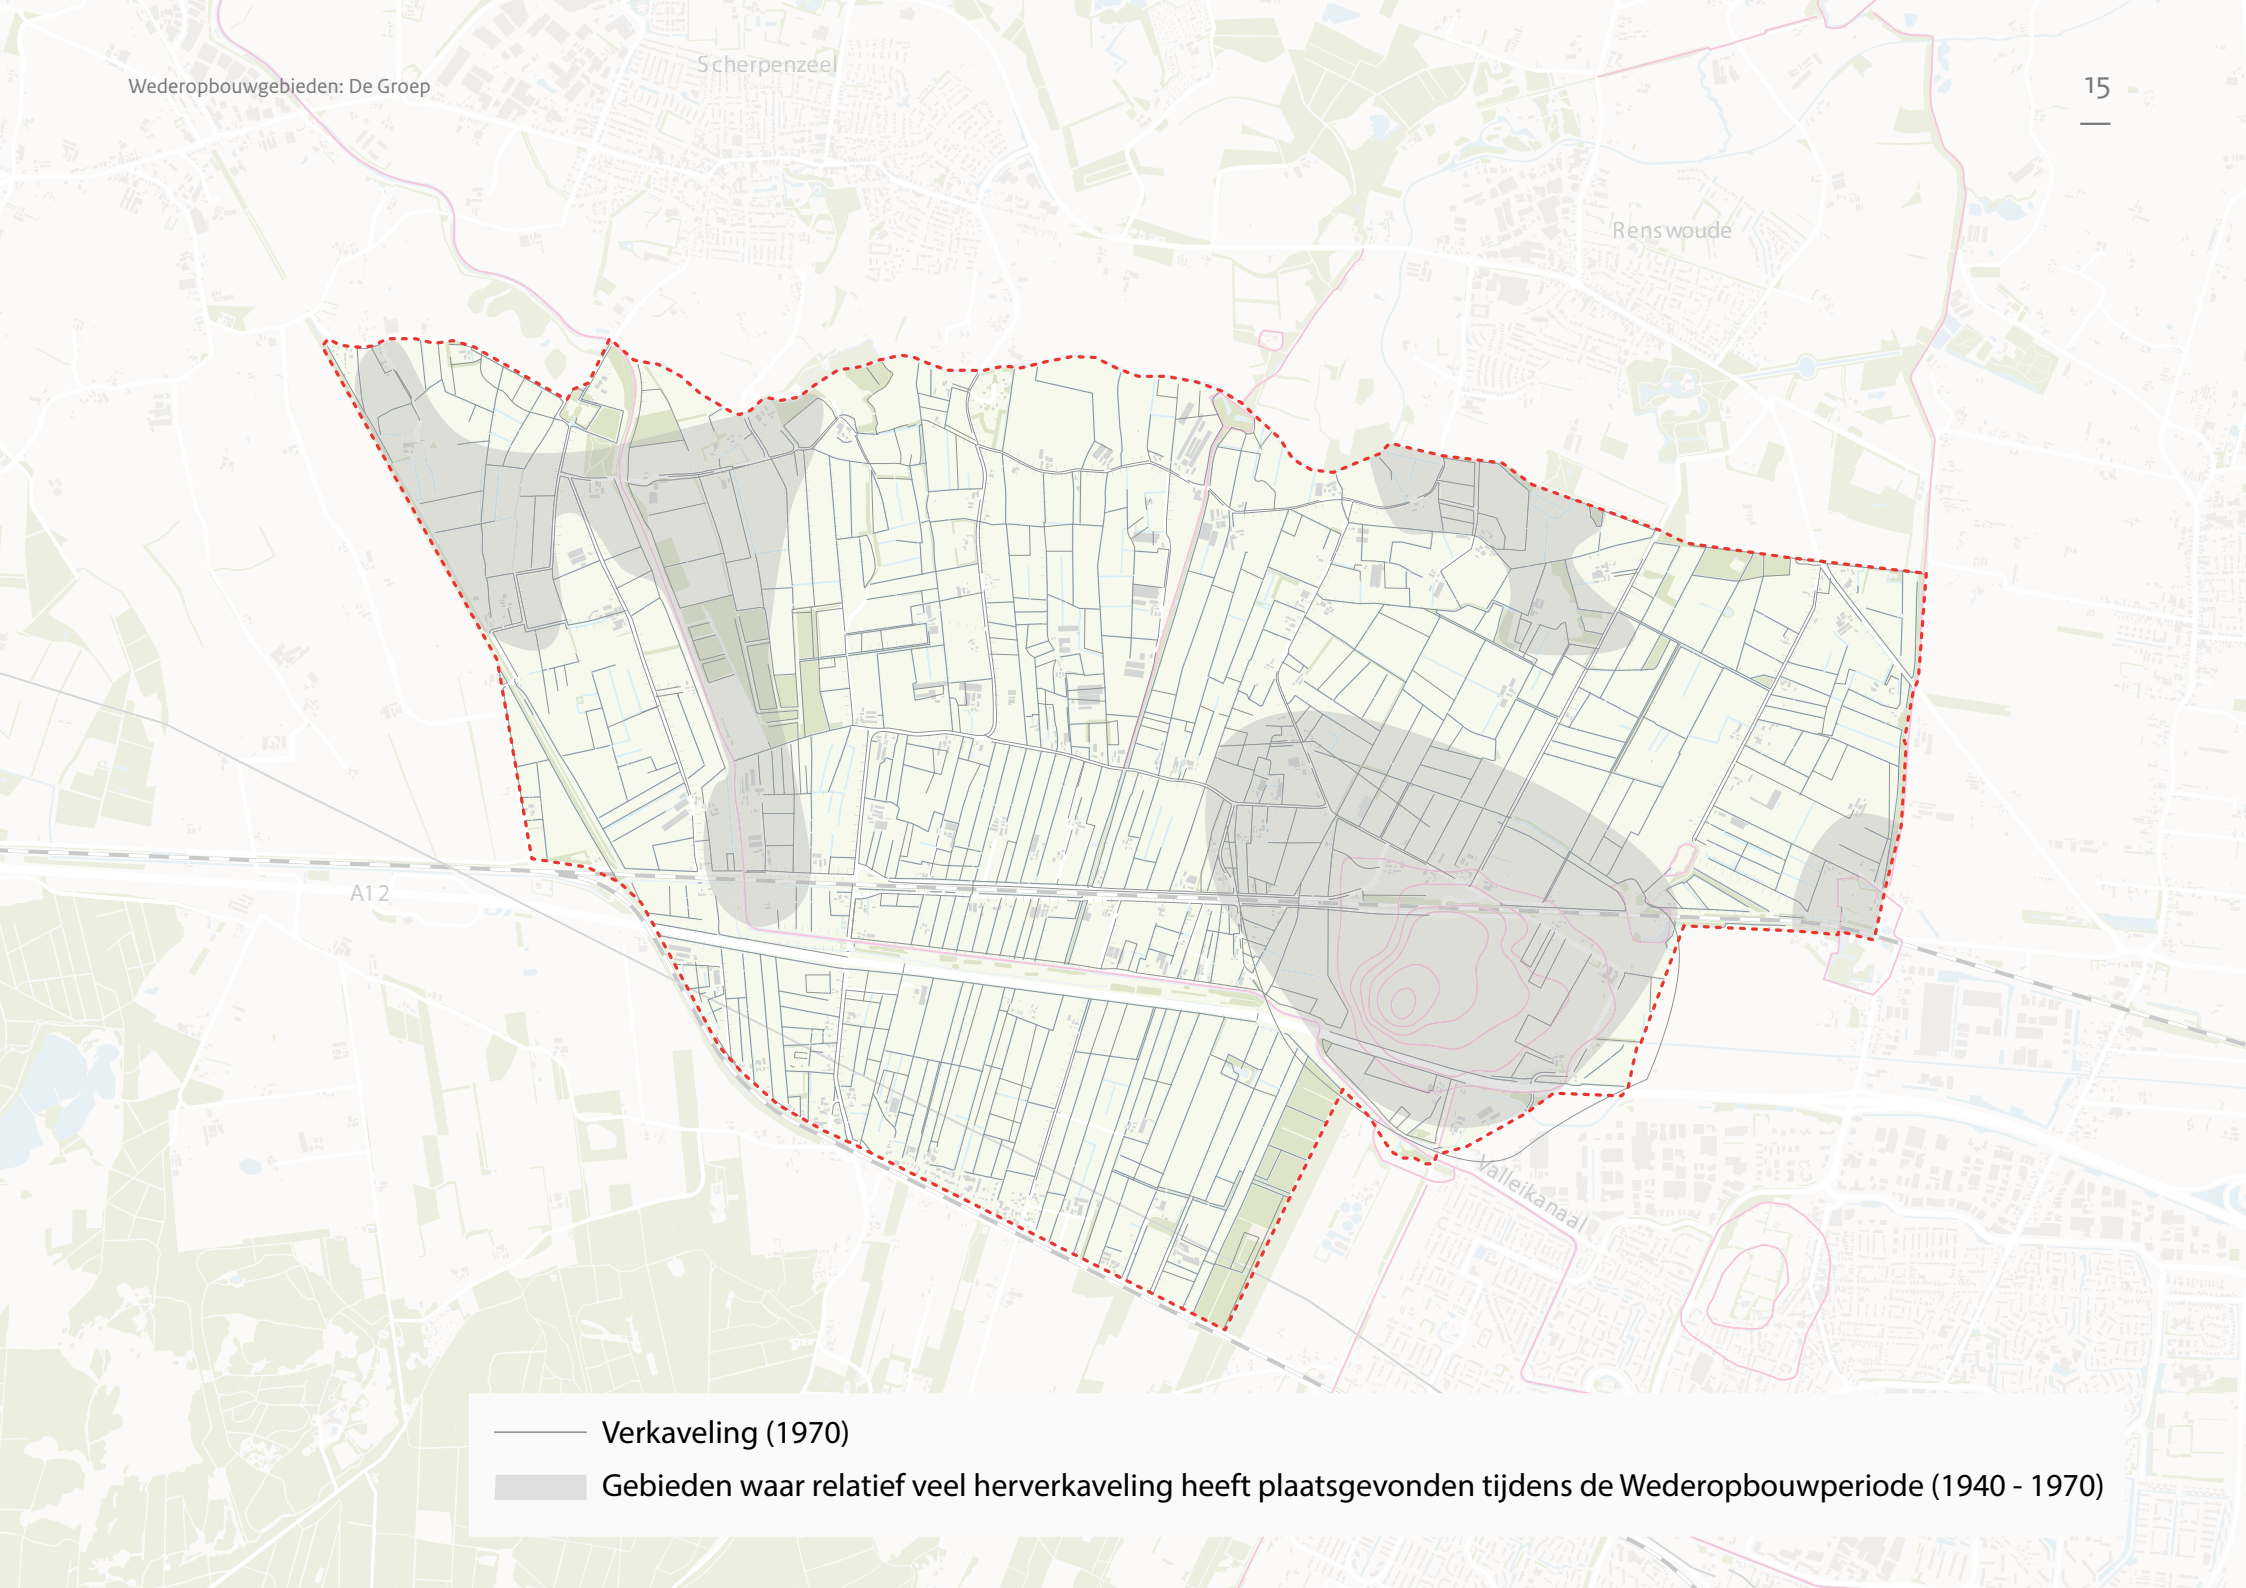 Wederopbouwgebieden: De Groep
15
Scherpenzeel
Renswoude
A12
Valleikanaal
Verkaveling (1970)
Gebieden waar relatief veel herverkaveling heeft plaatsgevonden tijdens de Wederopbouwperiode (1940 - 1970)